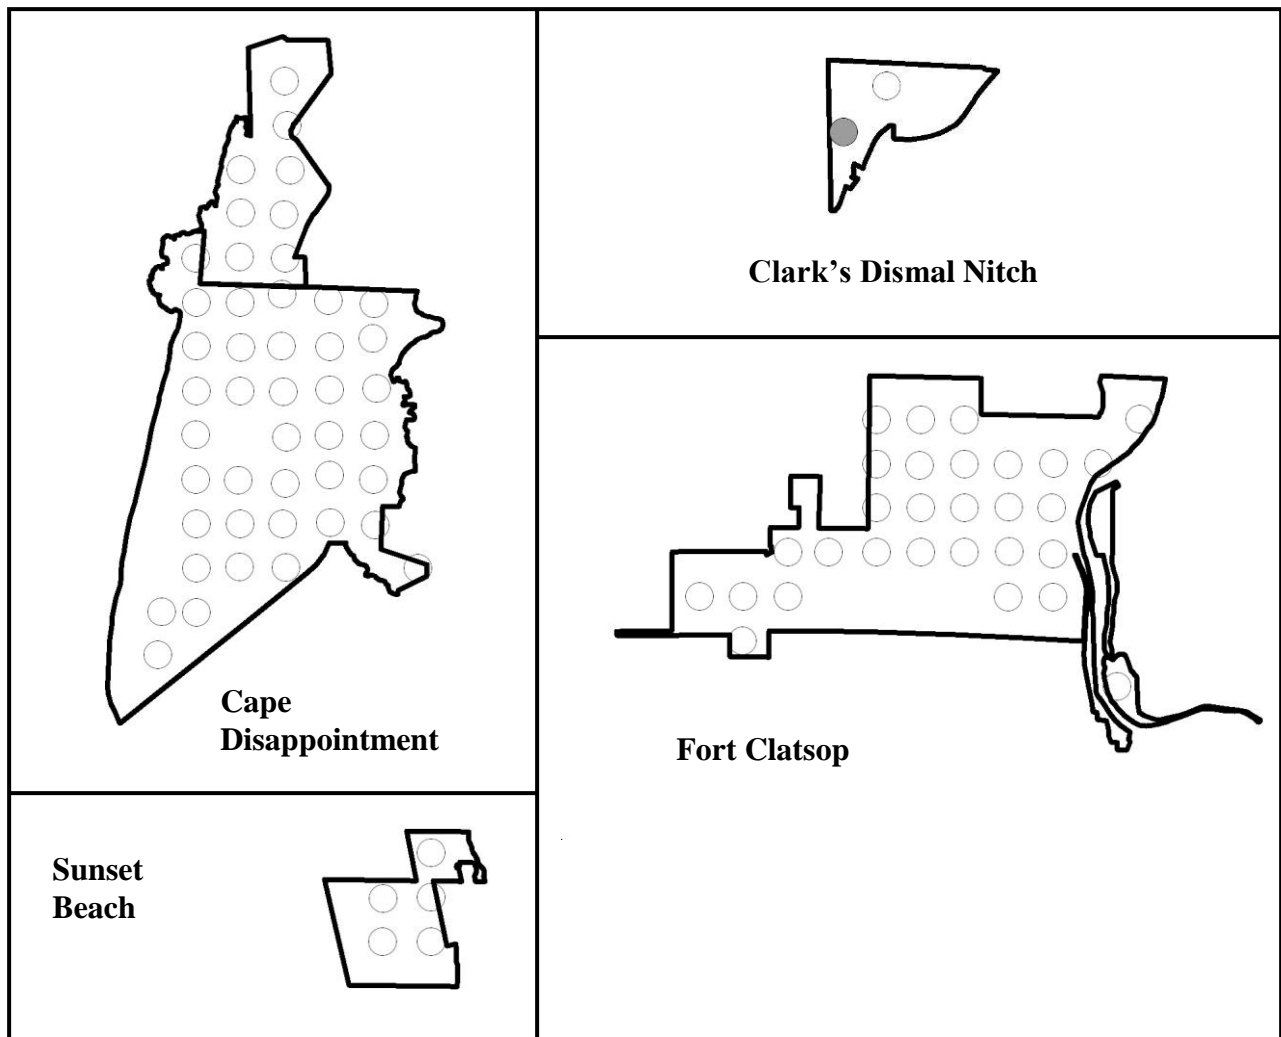 Clark's Dismal Nitch
Cape
Disappointment
Fort Clatsop
Sunset
Beach